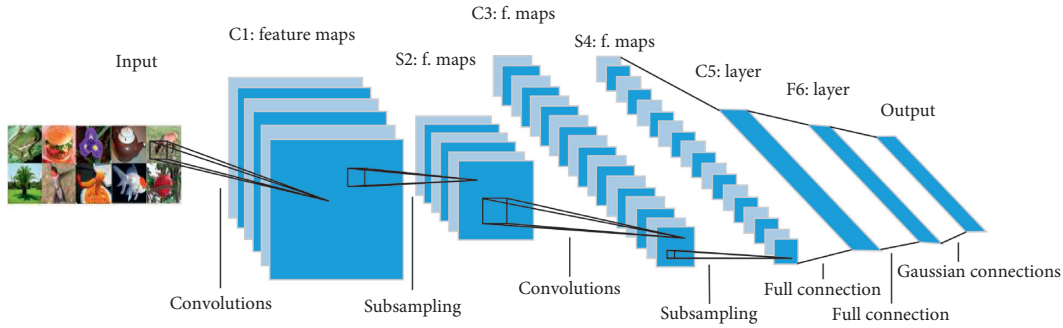 Input
C1: feature maps
S2: f. maps
C3: f. maps
S4: f. maps
C5: layer
F6: layer
Output
Convolutions
Subsampling
Convolutions
Subsampling
Full connection
Full connection
Gaussian connections